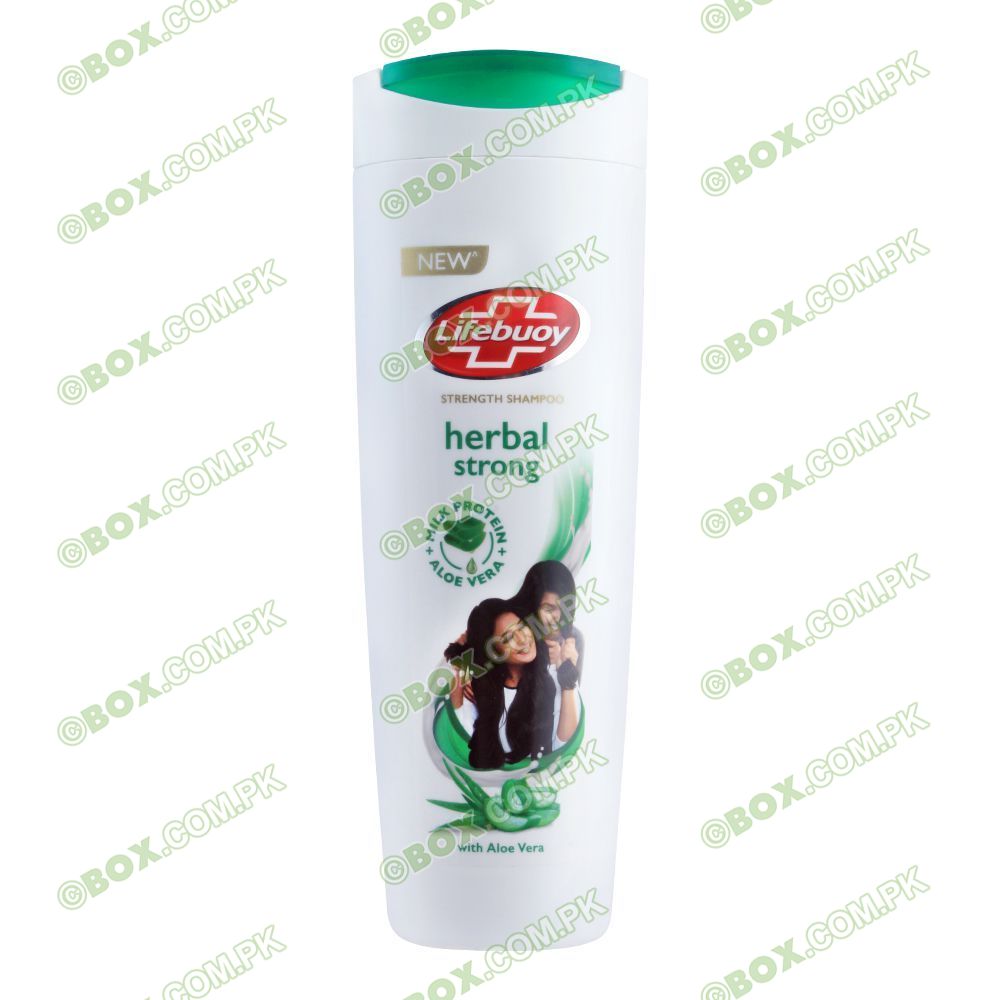 NEW^
Lifebuoy
STRENGTH SHAMPOO
herbal
strong
MILK PROTEIN
+ ALOE VERA +
with Aloe Vera
©BOX.COM.PK